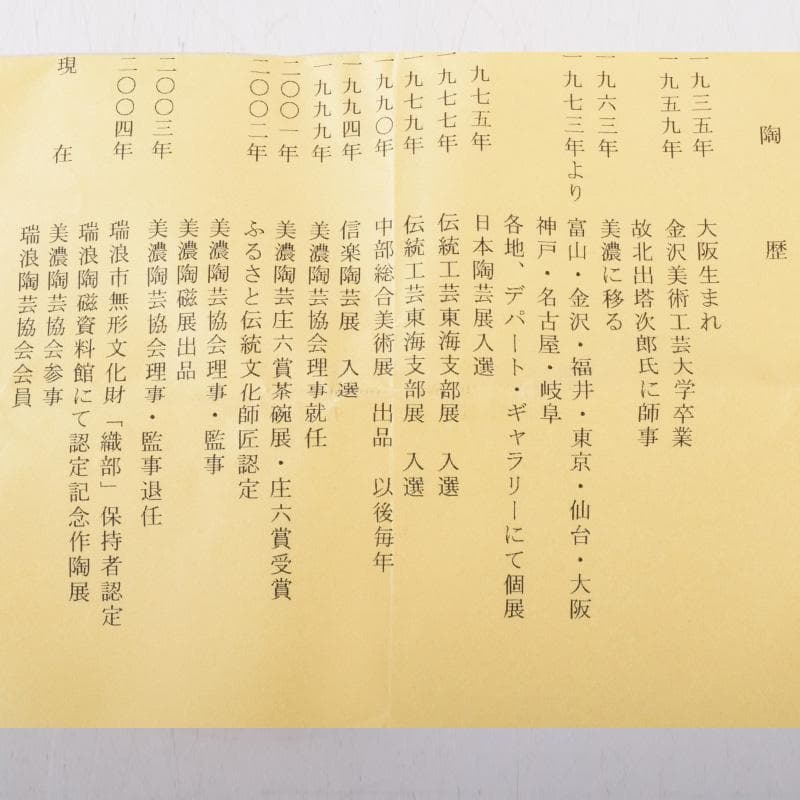 陶歴
一九三五年 大阪生まれ
一九五九年 金沢美術工芸大学卒業
故北出塔次郎氏に師事
一九六三年 美濃に移る
一九七三年より 富山・金沢・福井・東京・仙台・大阪
神戸・名古屋・岐阜
各地、デパート・ギャラリーにて個展
九七五年 日本陶芸展入選
一九七七年 伝統工芸東海支部展 入選
一九七九年 伝統工芸東海支部展 入選
一九九〇年 中部総合美術展 出品 以後毎年
一九九四年 信楽陶芸展 入選
一九九九年 美濃陶芸協会理事就任
二〇〇一年 美濃陶芸庄六賞茶碗展・庄六賞受賞
二〇〇二年 ふるさと伝統文化師匠認定
美濃陶芸協会理事・監事
美濃陶磁展出品
二〇〇三年 美濃陶芸協会理事・監事退任
二〇〇四年 瑞浪市無形文化財「織部」保持者認定
瑞浪陶磁資料館にて認定記念作陶展
現在 美濃陶芸協会参事
瑞浪陶芸協会会員